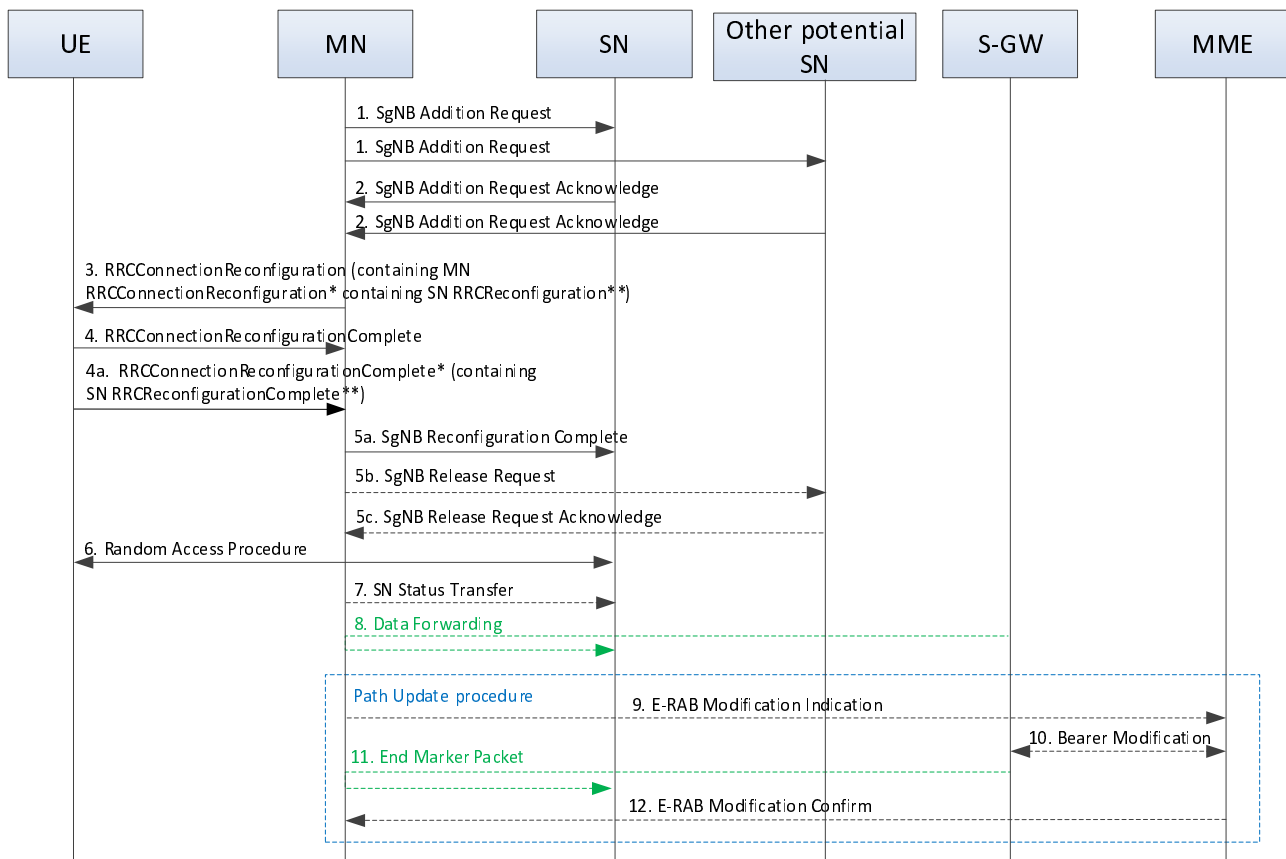 UE
MN
SN
Other potential
SN
S-GW
MME
1. SgNB Addition Request
1. SgNB Addition Request
2. SgNB Addition Request Acknowledge
2. SgNB Addition Request Acknowledge
3. RRCConnectionReconfiguration (containing MN
RRCConnectionReconfiguration* containing SN RRCReconfiguration**)
4. RRCConnectionReconfigurationComplete
4a. RRCConnectionReconfigurationComplete* (containing
SN RRCReconfigurationComplete**)
5a. SgNB Reconfiguration Complete
5b. SgNB Release Request
5c. SgNB Release Request Acknowledge
6. Random Access Procedure
7. SN Status Transfer
8. Data Forwarding
Path Update procedure
9. E-RAB Modification Indication
10. Bearer Modification
11. End Marker Packet
12. E-RAB Modification Confirm